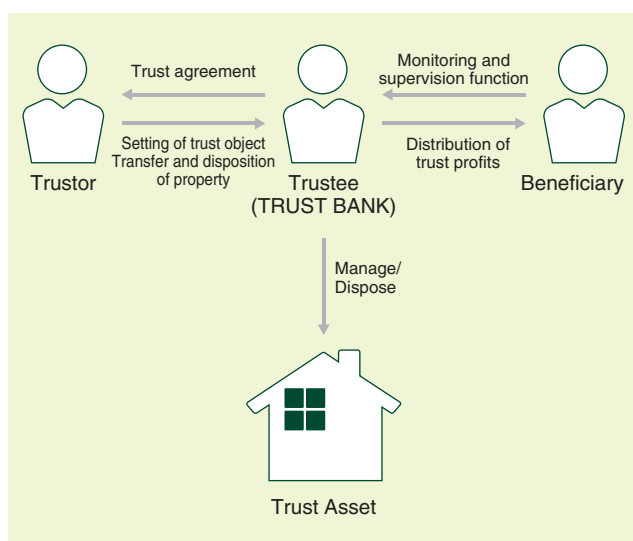 Trust agreement
Monitoring and
supervision function
Setting of trust object
Transfer and disposition
of property
Distribution of
trust profits
Trustor
Trustee
(TRUST BANK)
Beneficiary
Manage/
Dispose
Trust Asset